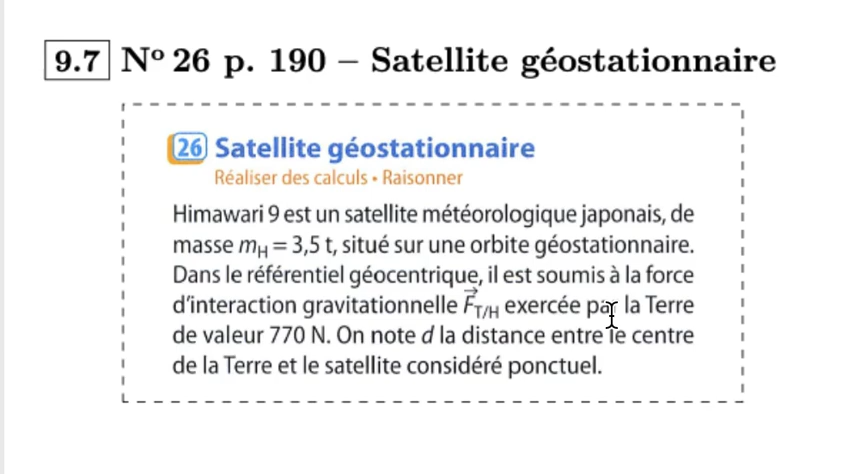 9.7 Nº 26 p. 190 – Satellite géostationnaire
26 Satellite géostationnaire
Réaliser des calculs • Raisonner
Himawari 9 est un satellite météorologique japonais, de
masse mH = 3,5 t, situé sur une orbite géostationnaire.
Dans le référentiel géocentrique, il est soumis à la force
d'interaction gravitationnelle F⃗T/H exercée par la Terre
de valeur 770 N. On note d la distance entre le centre
de la Terre et le satellite considéré ponctuel.